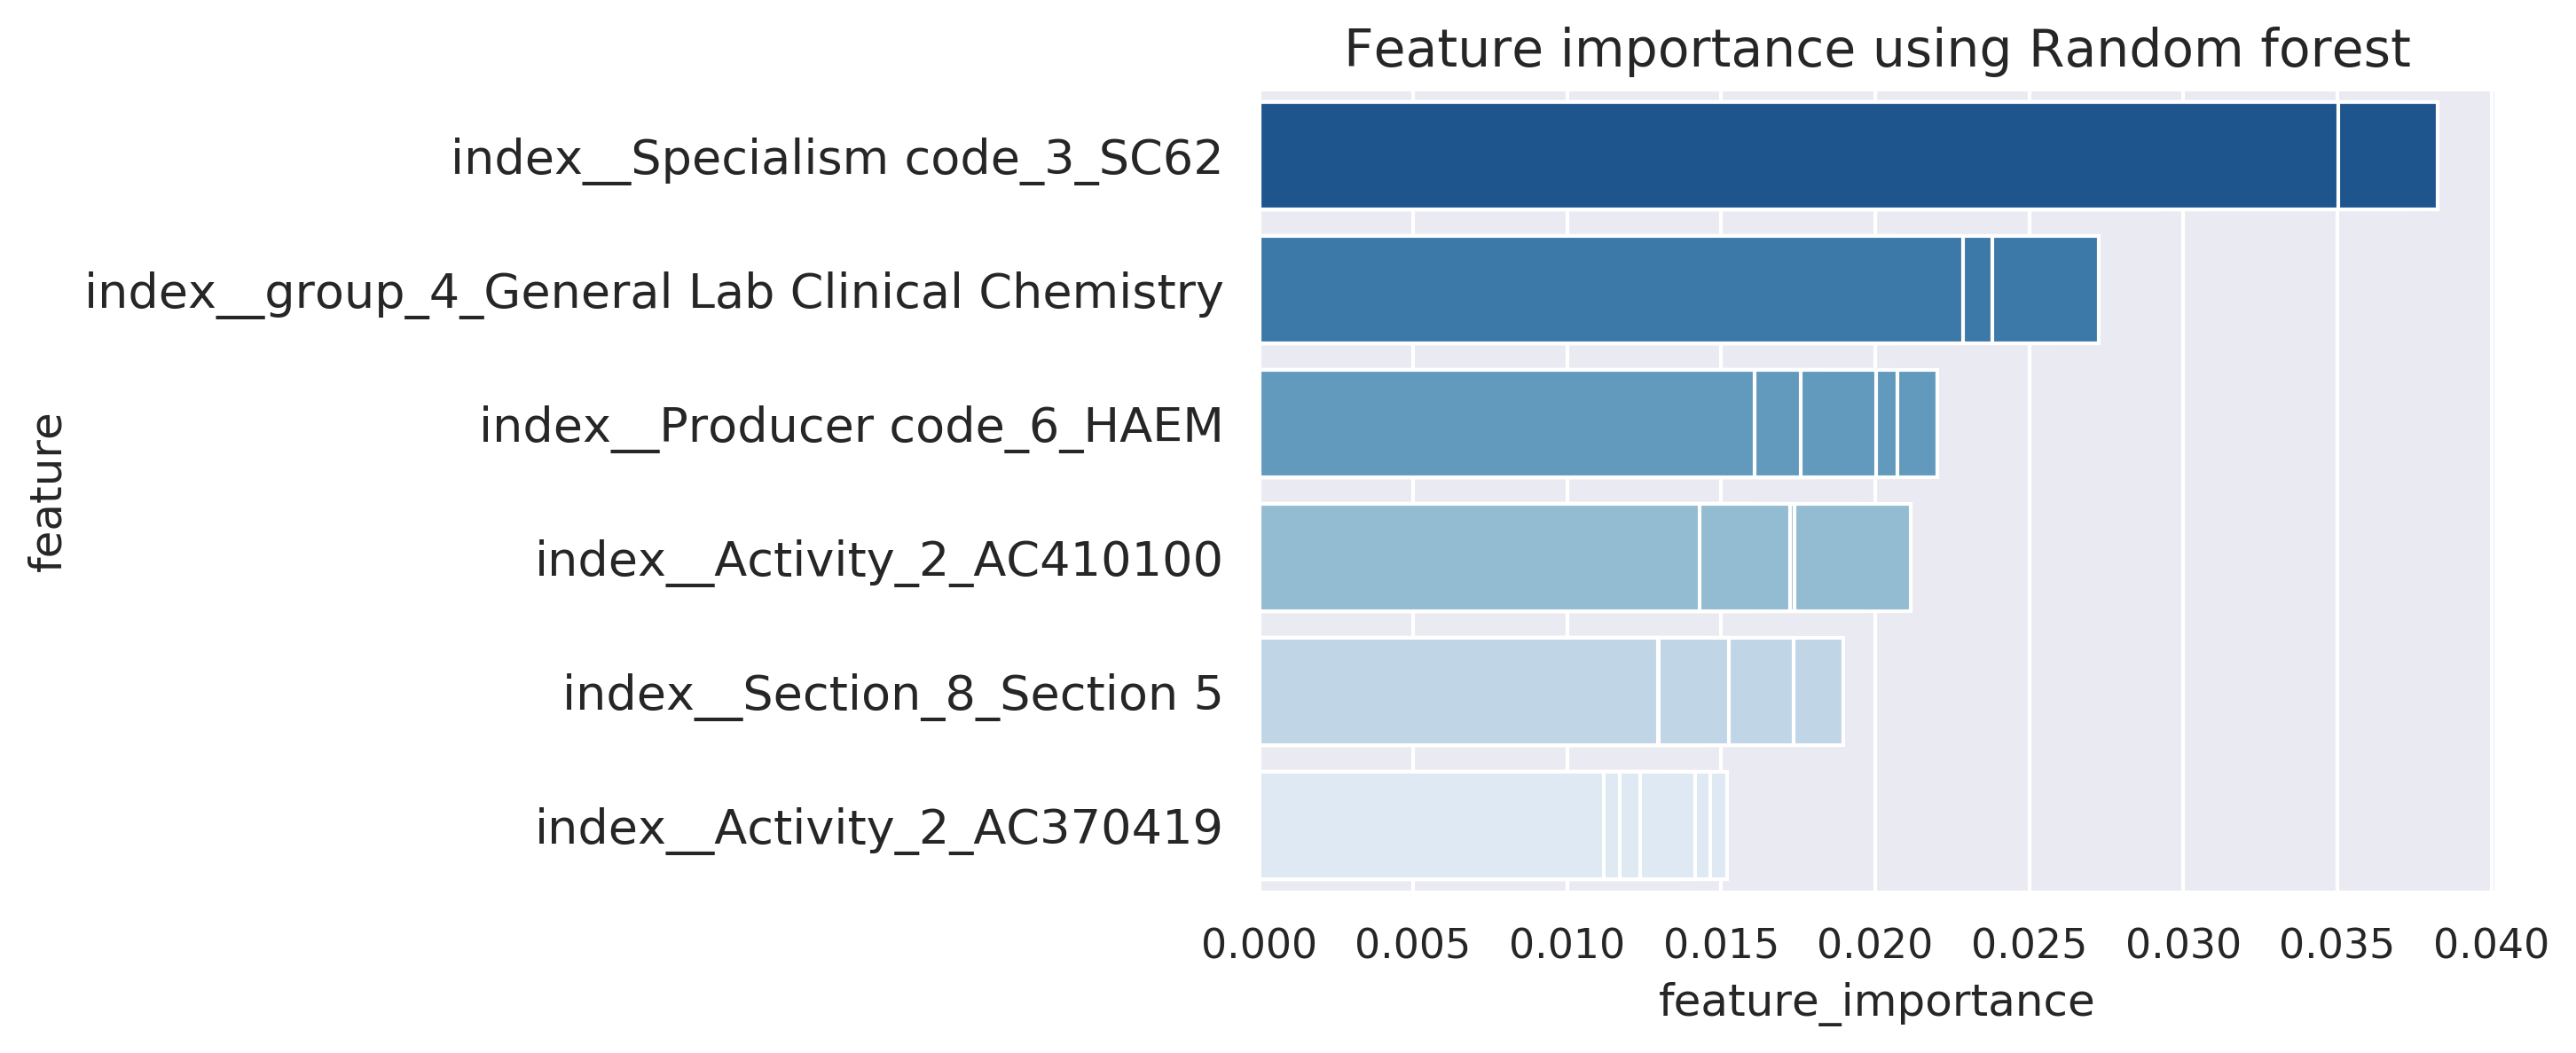 Feature importance using Random forest
feature
index__Specialism code_3_SC62
index__group_4_General Lab Clinical Chemistry
index__Producer code_6_HAEM
index__Activity_2_AC410100
index__Section_8_Section 5
index__Activity_2_AC370419
0.000 0.005 0.010 0.015 0.020 0.025 0.030 0.035 0.040
feature_importance